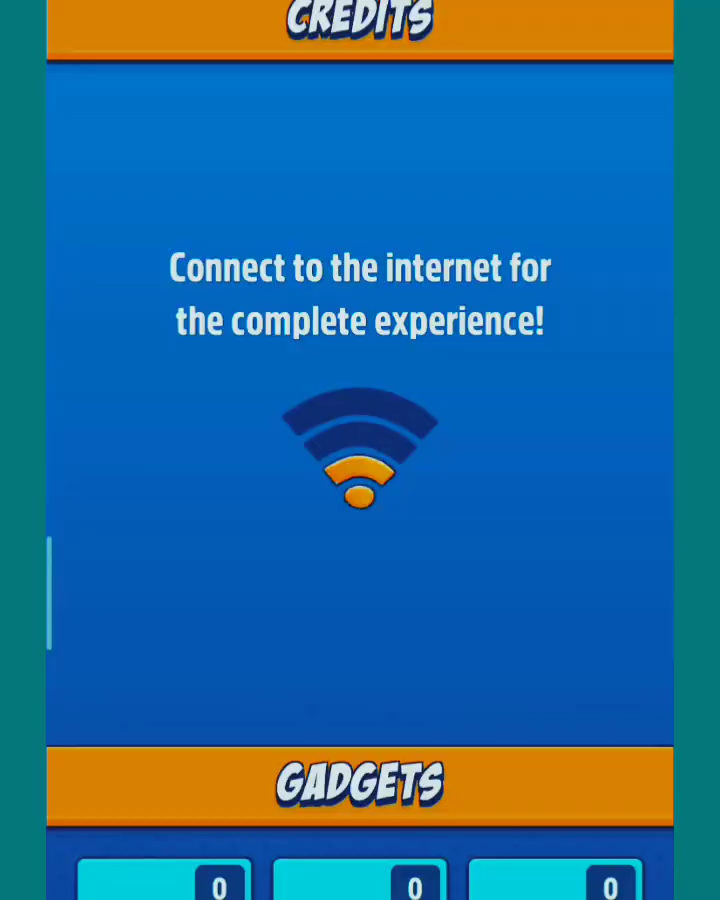 CREDITS
Connect to the internet for
the complete experience!
GADGETS
0 0 0